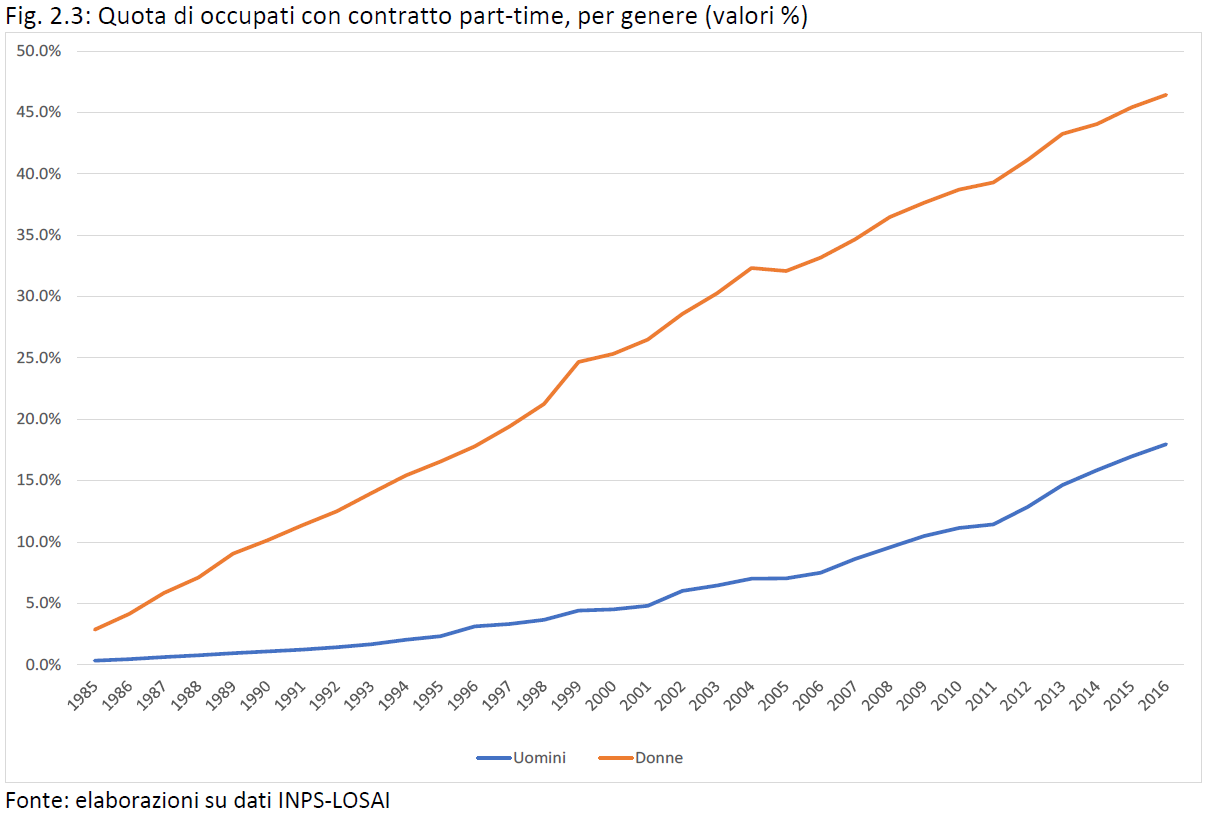 Fig. 2.3: Quota di occupati con contratto part-time, per genere (valori %)
50.0%
45.0%
40.0%
35.0%
30.0%
25.0%
20.0%
15.0%
10.0%
5.0%
0.0%
1985 1986 1987 1988 1989 1990 1991 1992 1993 1994 1995 1996 1997 1998 1999 2000 2001 2002 2003 2004 2005 2006 2007 2008 2009 2010 2011 2012 2013 2014 2015 2016
Uomini Donne
Fonte: elaborazioni su dati INPS-LOSAI